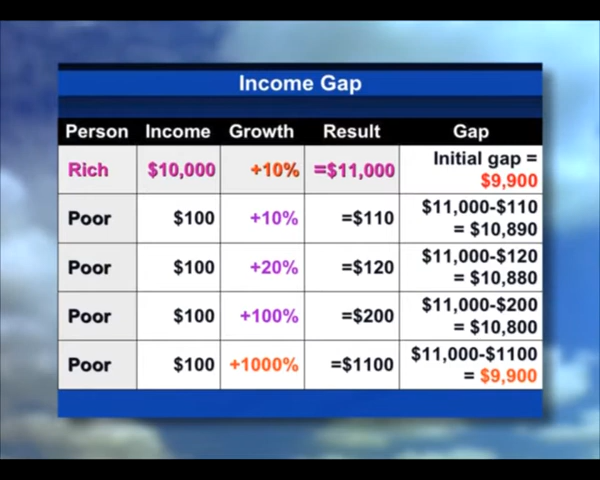 Income Gap
Person Income Growth Result Gap
Rich $10,000 +10% =$11,000 Initial gap =
$9,900
Poor $100 +10% =$110 $11,000-$110
= $10,890
Poor $100 +20% =$120 $11,000-$120
= $10,880
Poor $100 +100% =$200 $11,000-$200
= $10,800
Poor $100 +1000% =$1100 $11,000-$1100
= $9,900